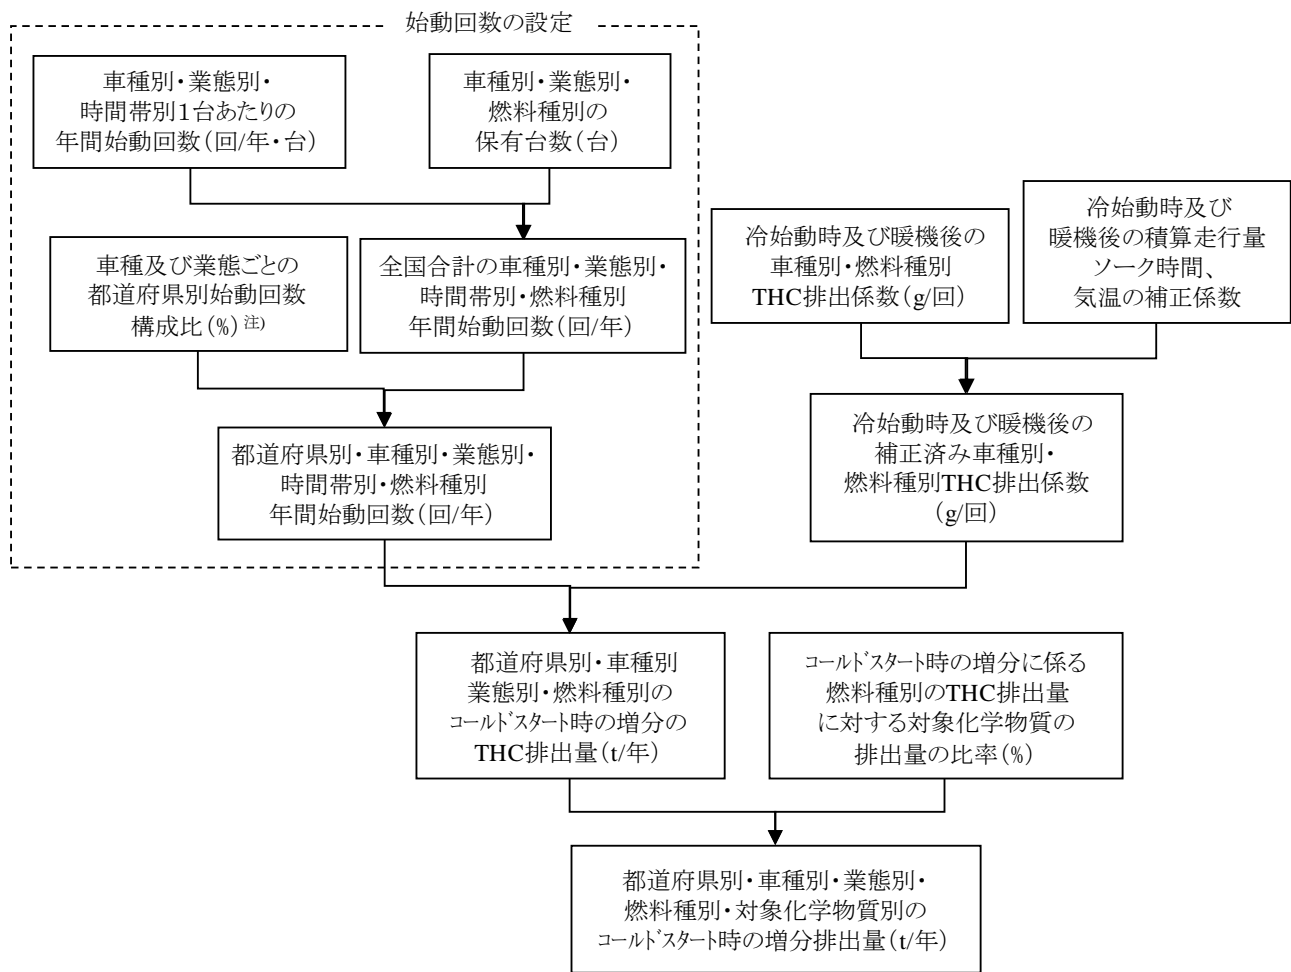 始動回数の設定
車種別・業態別・
時間帯別1台あたりの
年間始動回数(回/年・台)
車種別・業態別・
燃料種別の
保有台数(台)
車種及び業態ごとの
都道府県別始動回数
構成比(%)注)
全国合計の車種別・業態別・
時間帯別・燃料種別
年間始動回数(回/年)
冷始動時及び暖機後の
車種別・燃料種別
THC排出係数(g/回)
冷始動時及び
暖機後の積算走行量
ソーク時間、
気温の補正係数
都道府県別・車種別・業態別・
時間帯別・燃料種別
年間始動回数(回/年)
冷始動時及び暖機後の
補正済み車種別・
燃料種別THC排出係数
(g/回)
都道府県別・車種別
業態別・燃料種別の
コールドスタート時の増分の
THC排出量(t/年)
コールドスタート時の増分に係る
燃料種別のTHC排出量
に対する対象化学物質の
排出量の比率(%)
都道府県別・車種別・業態別・
燃料種別・対象化学物質別の
コールドスタート時の増分排出量(t/年)